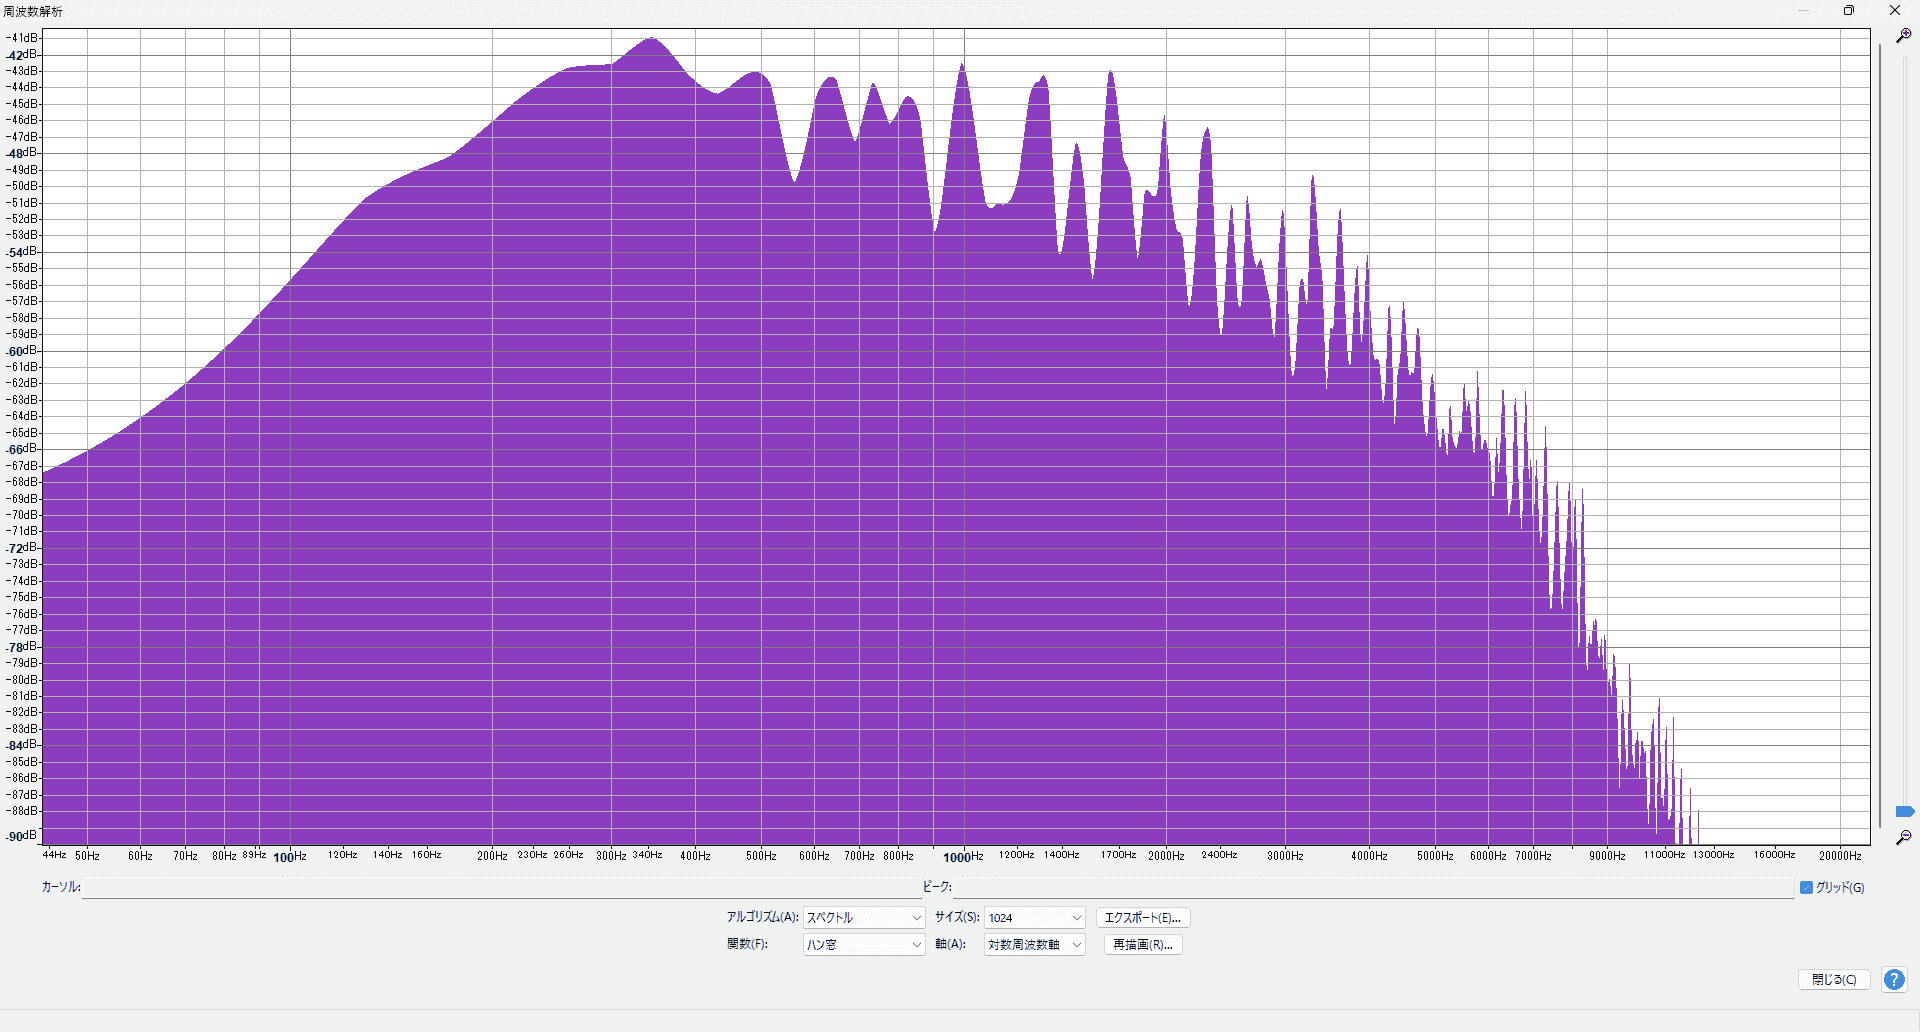 周波数解析
-41dB
-42dB
-43dB
-44dB
-45dB
-46dB
-47dB
-48dB
-49dB
-50dB
-51dB
-52dB
-53dB
-54dB
-55dB
-56dB
-57dB
-58dB
-59dB
-60dB
-61dB
-62dB
-63dB
-64dB
-65dB
-66dB
-67dB
-68dB
-69dB
-70dB
-71dB
-72dB
-73dB
-74dB
-75dB
-76dB
-77dB
-78dB
-79dB
-80dB
-81dB
-82dB
-83dB
-84dB
-85dB
-86dB
-87dB
-88dB
-90dB
44Hz 50Hz 60Hz 70Hz 80Hz 89Hz 100Hz 120Hz 140Hz 160Hz 200Hz 230Hz 260Hz 300Hz 340Hz 400Hz 500Hz 600Hz 700Hz 800Hz 1000Hz 1200Hz 1400Hz 1700Hz 2000Hz 2400Hz 3000Hz 4000Hz 5000Hz 6000Hz 7000Hz 9000Hz 11000Hz 13000Hz 16000Hz 20000Hz
カーソル: ピーク: グリッド(G)
アルゴリズム(A): スペクトル サイズ(S): 1024 エクスポート(E)...
関数(F): ハン窓 軸(A): 対数周波数軸 再描画(R)...
閉じる(C) ?